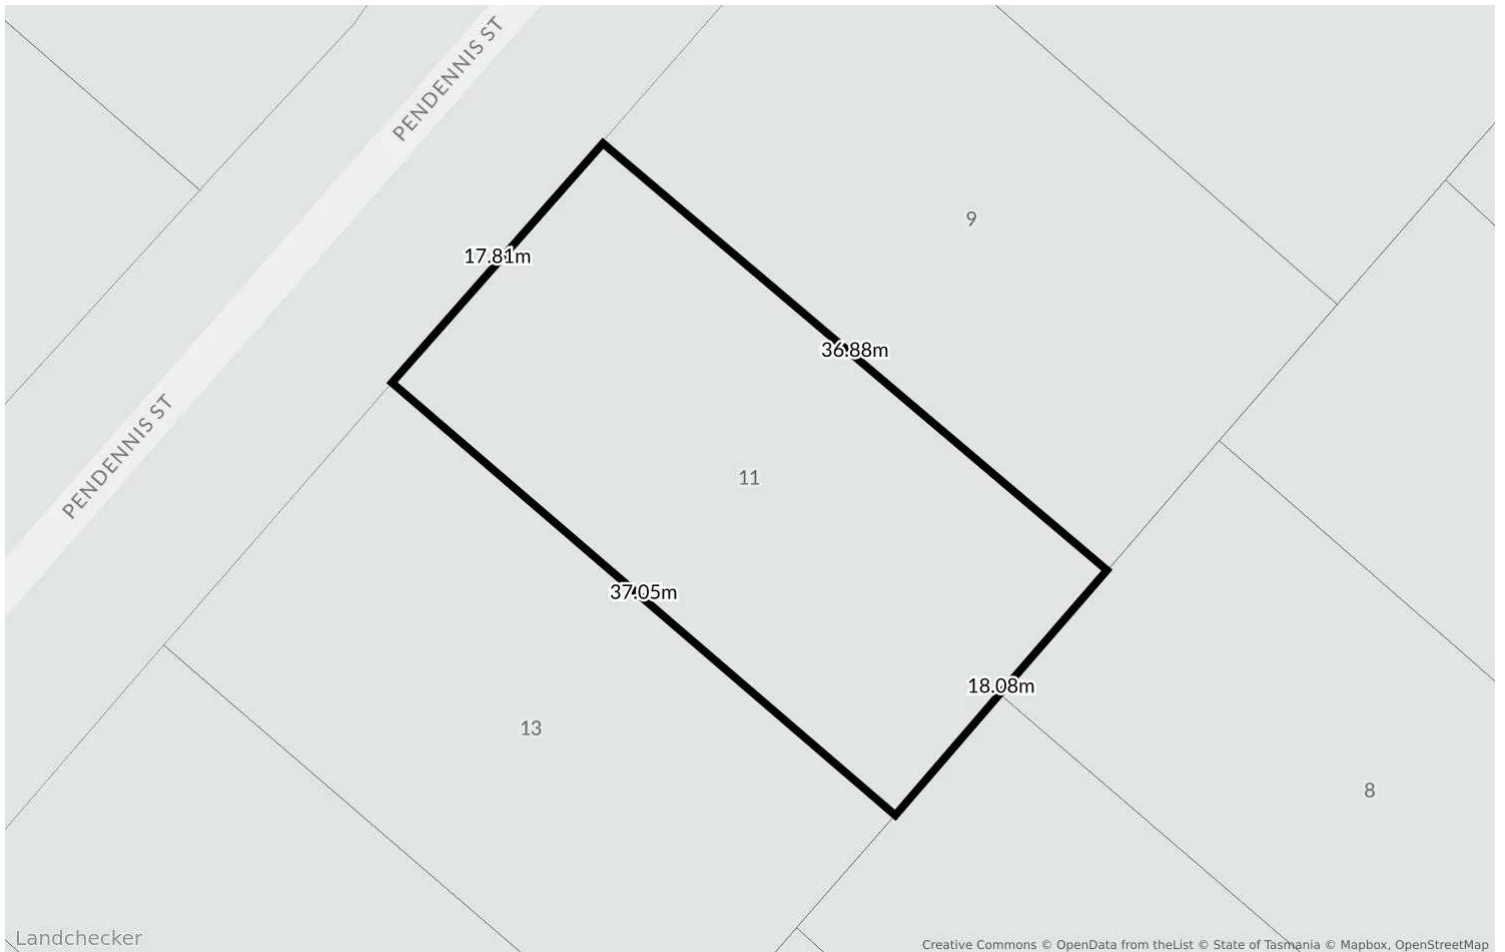 PENDENNIS ST
9
17.81m
36.88m
PENDENNIS ST
11
37.05m
18.08m
13
8
Landchecker
Creative Commons © OpenData from theList © State of Tasmania © Mapbox, OpenStreetMap